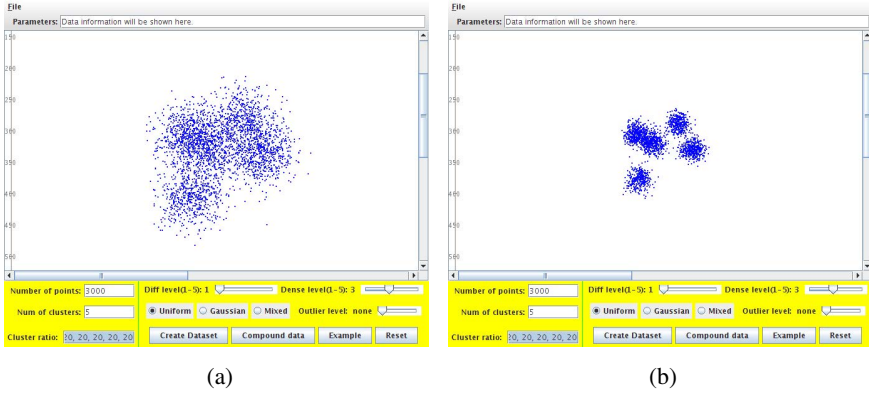 File
Parameters: Data information will be shown here.
150
200
250
300
350
400
450
500
Number of points: 3000
Diff level(1-5): 1
Dense level(1-5): 3
Num of clusters: 5
Uniform
Gaussian
Mixed
Outlier level: none
Cluster ratio: 20, 20, 20, 20, 20
Create Dataset
Compound data
Example
Reset
(a)
File
Parameters: Data information will be shown here.
150
200
250
300
350
400
450
500
Number of points: 3000
Diff level(1-5): 1
Dense level(1-5): 3
Num of clusters: 5
Uniform
Gaussian
Mixed
Outlier level: none
Cluster ratio: 20, 20, 20, 20, 20
Create Dataset
Compound data
Example
Reset
(b)